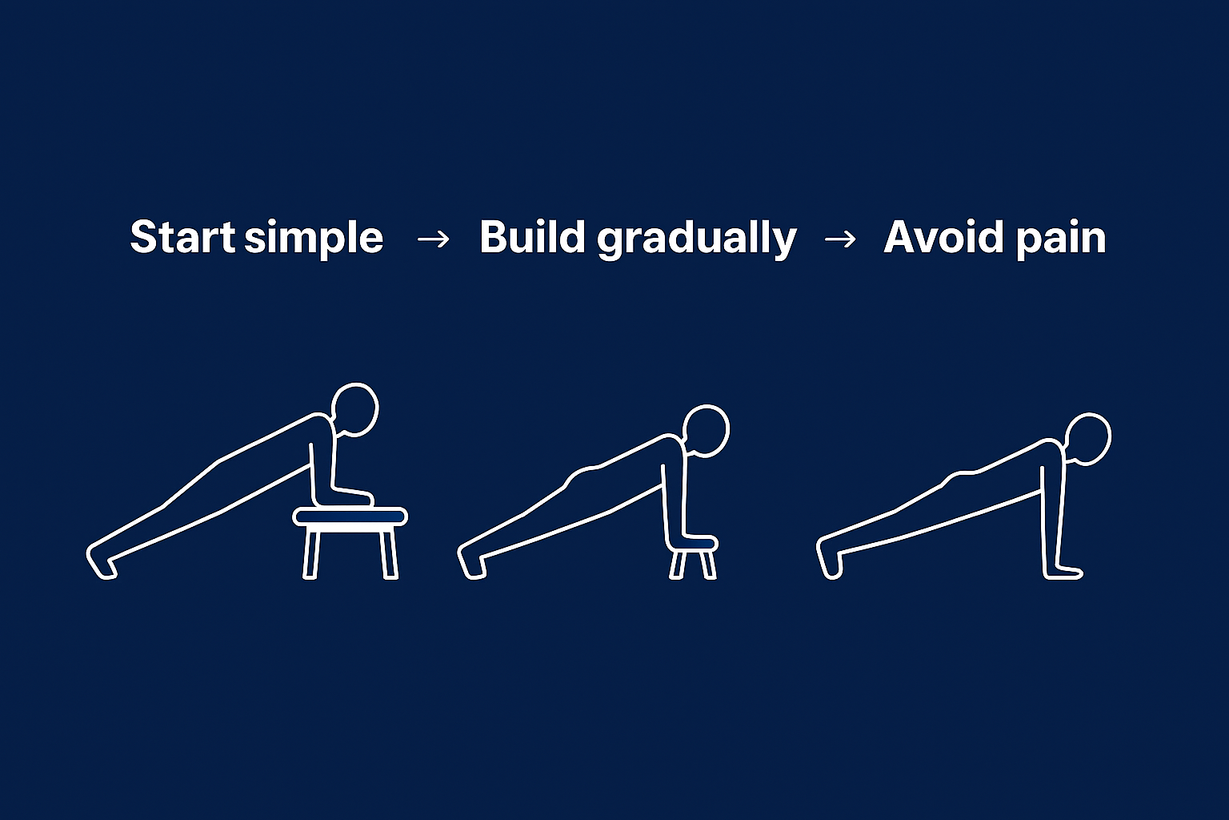 Start simple → Build gradually → Avoid pain